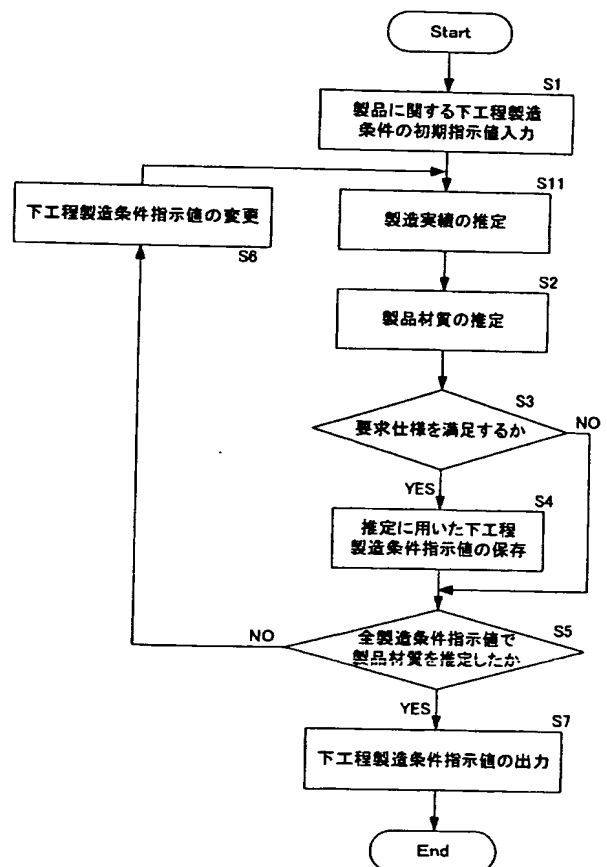 Start
S1
製品に関する下工程製造
条件の初期指示値入力
S11
製造実績の推定
下工程製造条件指示値の変更
S6
S2
製品材質の推定
S3
要求仕様を満足するか
NO
YES
S4
推定に用いた下工程
製造条件指示値の保存
NO
S5
全製造条件指示値で
製品材質を推定したか
YES
S7
下工程製造条件指示値の出力
End